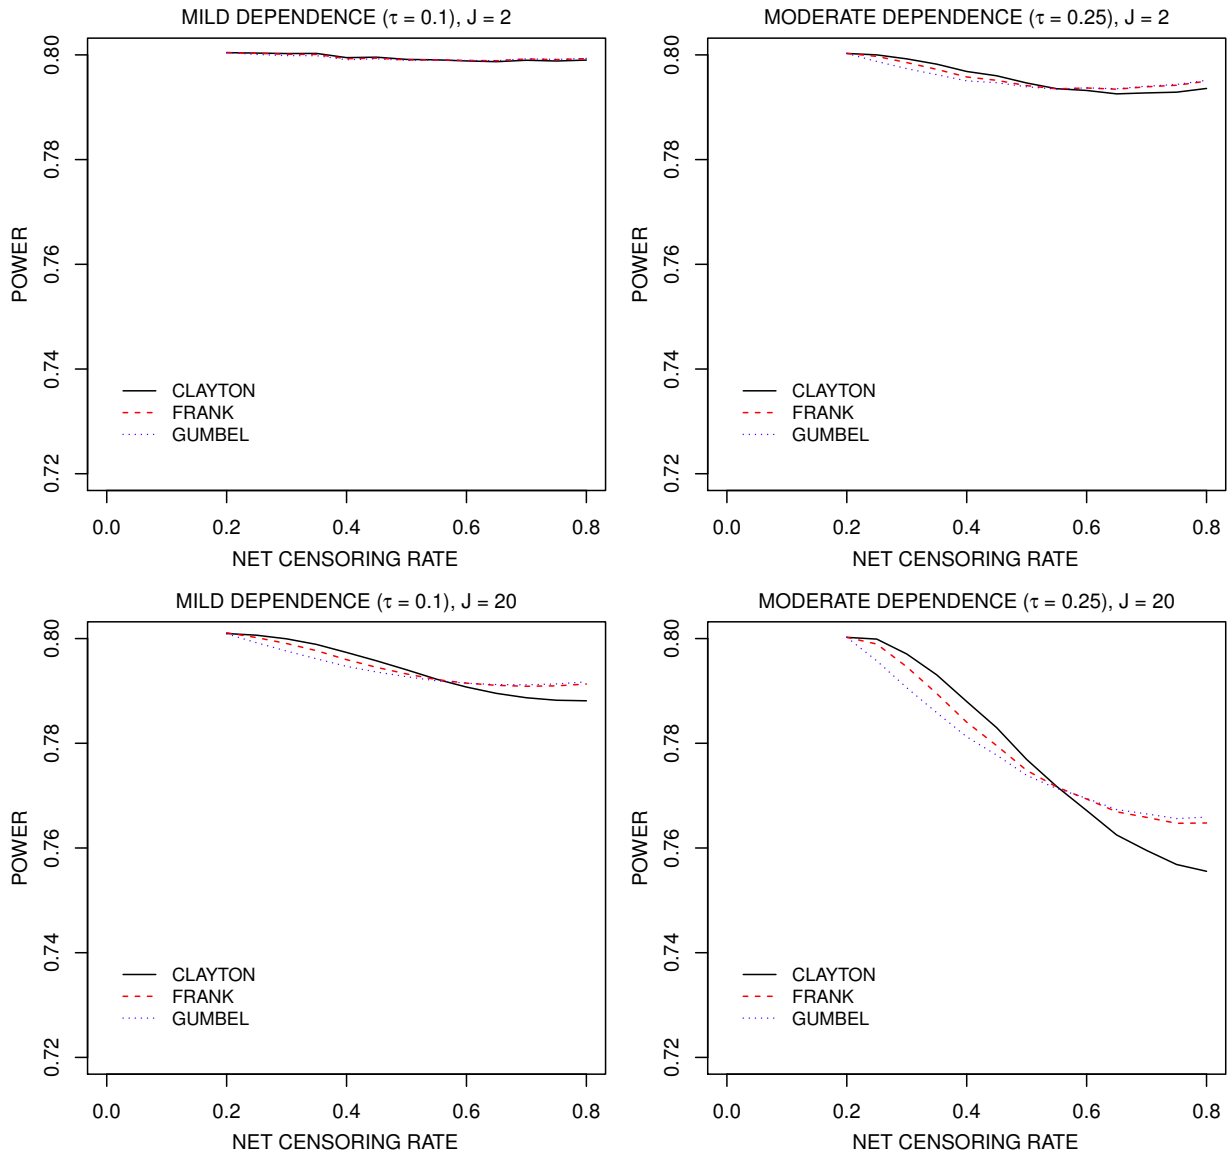 MILD DEPENDENCE (τ = 0.1), J = 2
POWER
0.80
0.78
0.76
0.74
0.72
CLAYTON
FRANK
GUMBEL
0.0 0.2 0.4 0.6 0.8
NET CENSORING RATE
MODERATE DEPENDENCE (τ = 0.25), J = 2
POWER
0.80
0.78
0.76
0.74
0.72
CLAYTON
FRANK
GUMBEL
0.0 0.2 0.4 0.6 0.8
NET CENSORING RATE
MILD DEPENDENCE (τ = 0.1), J = 20
POWER
0.80
0.78
0.76
0.74
0.72
CLAYTON
FRANK
GUMBEL
0.0 0.2 0.4 0.6 0.8
NET CENSORING RATE
MODERATE DEPENDENCE (τ = 0.25), J = 20
POWER
0.80
0.78
0.76
0.74
0.72
CLAYTON
FRANK
GUMBEL
0.0 0.2 0.4 0.6 0.8
NET CENSORING RATE